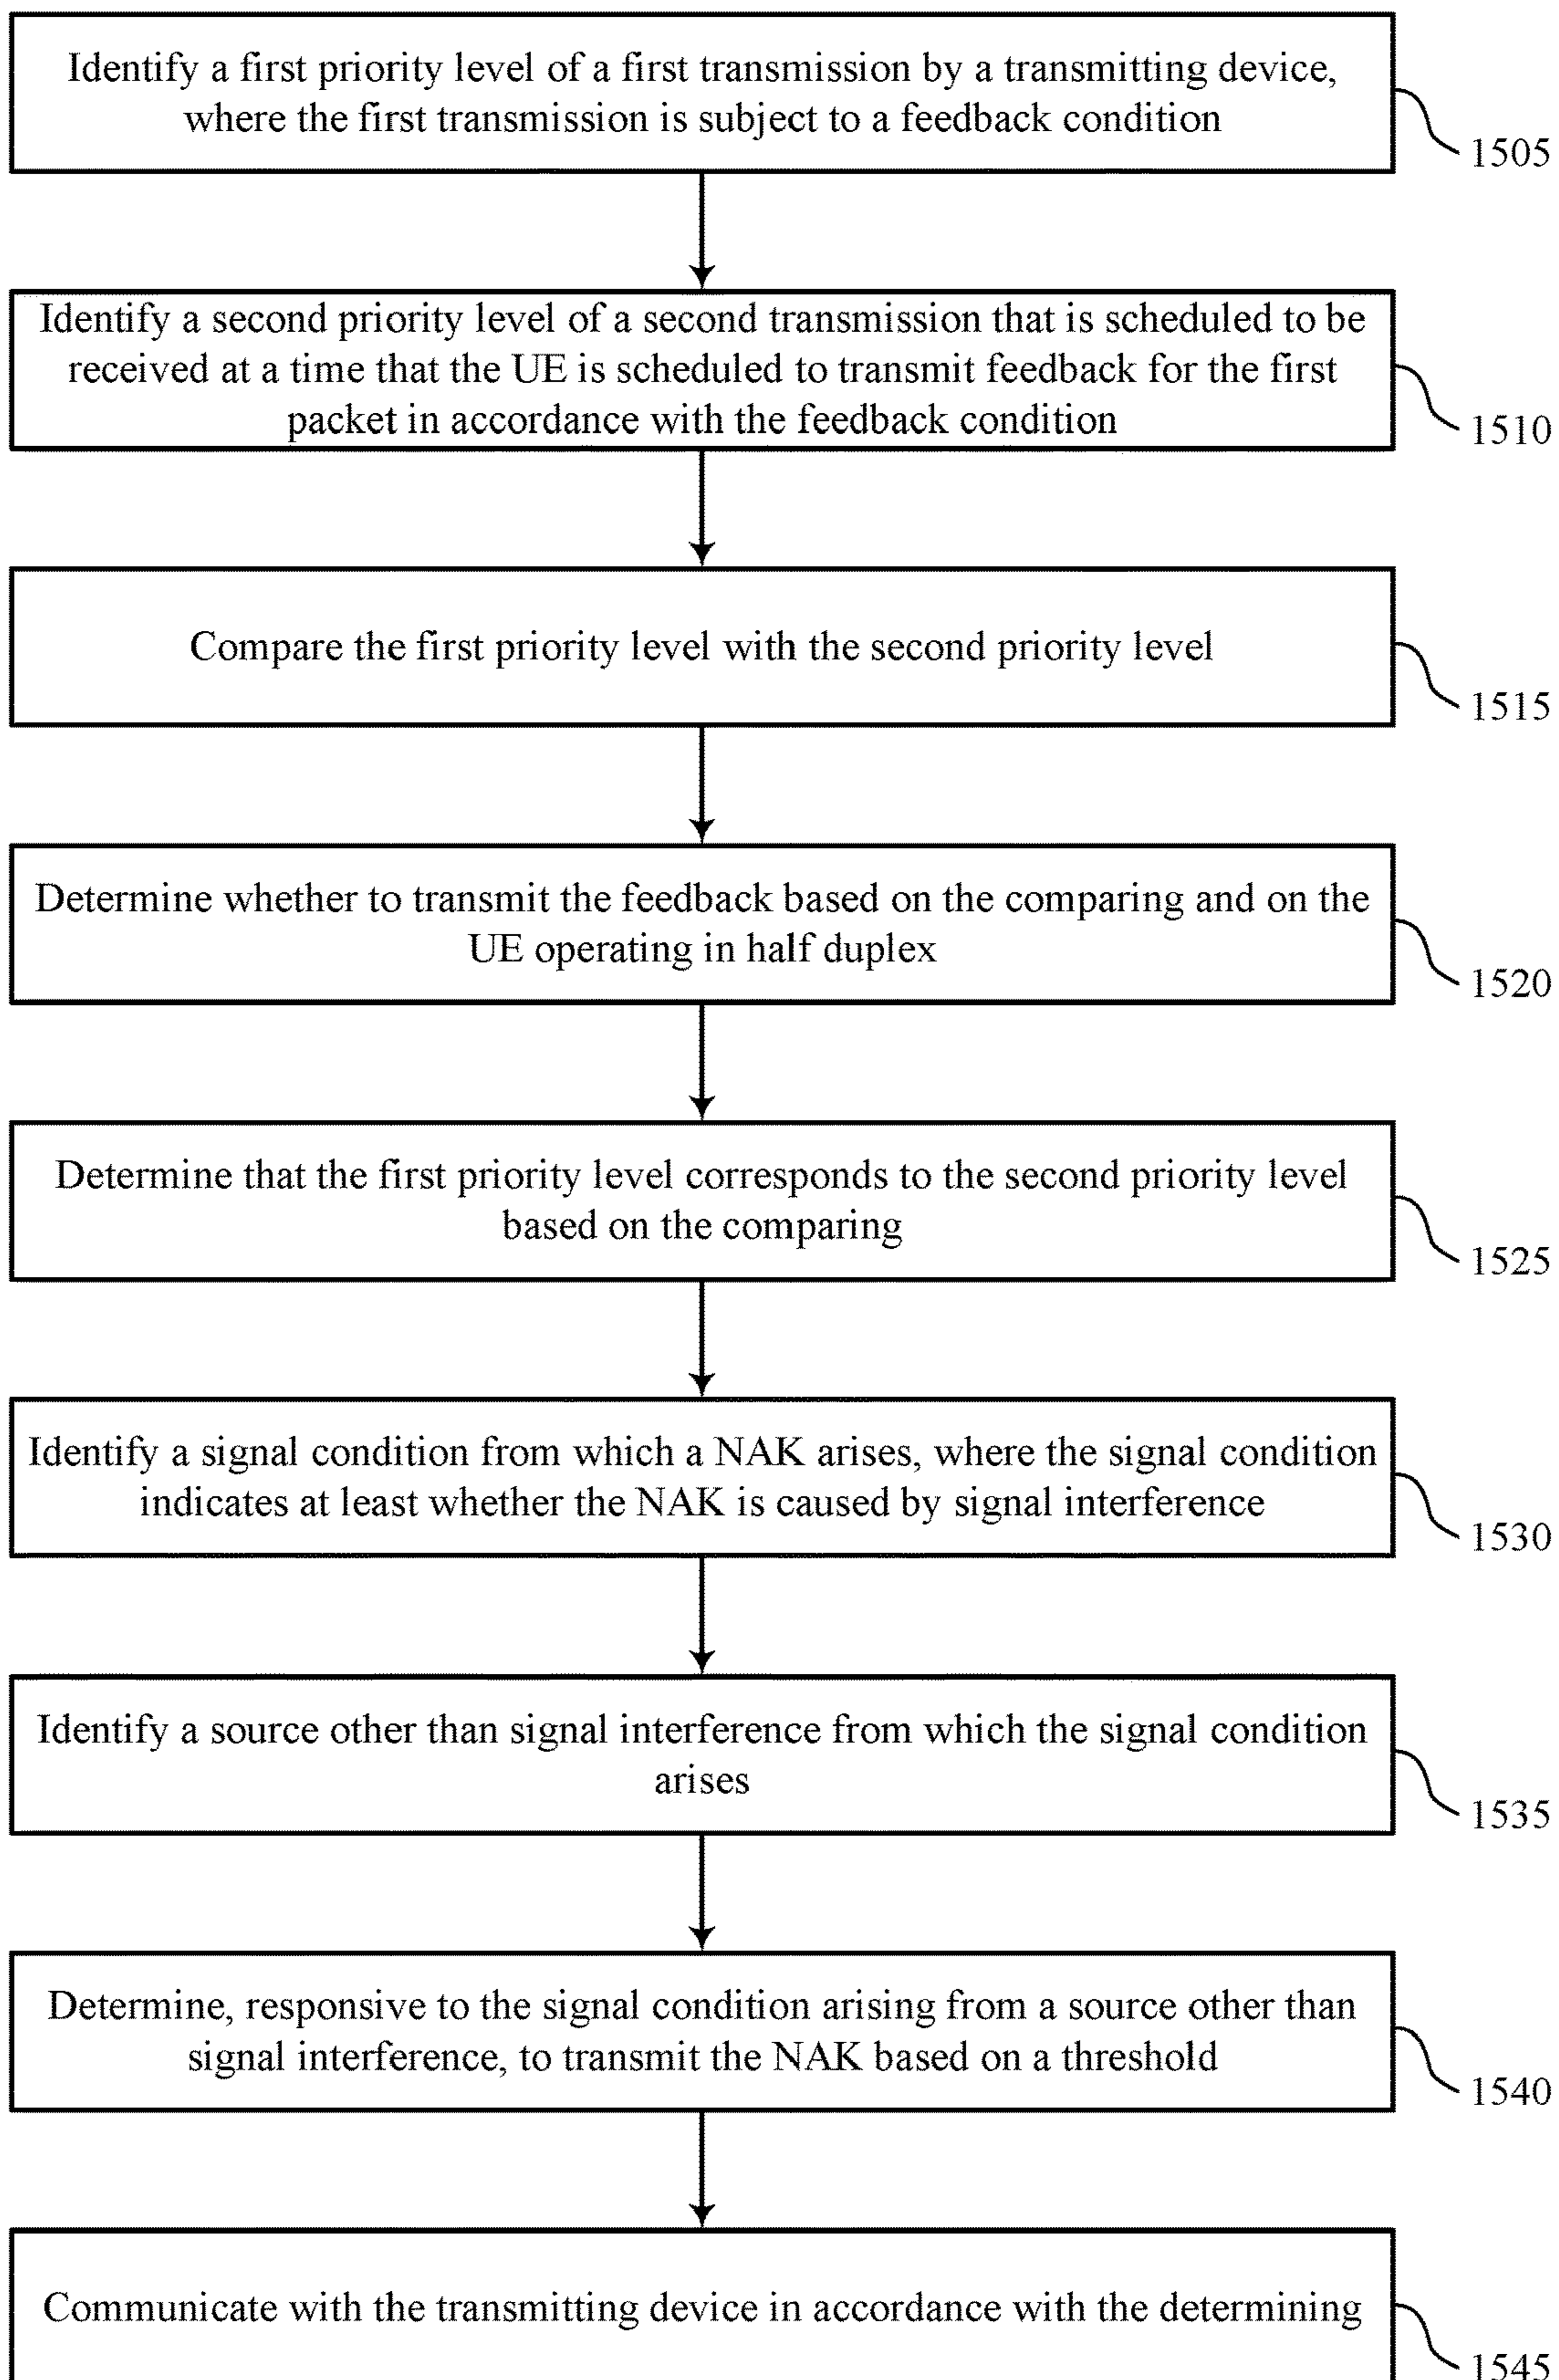 Identify a first priority level of a first transmission by a transmitting device,
where the first transmission is subject to a feedback condition
1505
Identify a second priority level of a second transmission that is scheduled to be
received at a time that the UE is scheduled to transmit feedback for the first
packet in accordance with the feedback condition
1510
Compare the first priority level with the second priority level
1515
Determine whether to transmit the feedback based on the comparing and on the
UE operating in half duplex
1520
Determine that the first priority level corresponds to the second priority level
based on the comparing
1525
Identify a signal condition from which a NAK arises, where the signal condition
indicates at least whether the NAK is caused by signal interference
1530
Identify a source other than signal interference from which the signal condition
arises
1535
Determine, responsive to the signal condition arising from a source other than
signal interference, to transmit the NAK based on a threshold
1540
Communicate with the transmitting device in accordance with the determining
1545